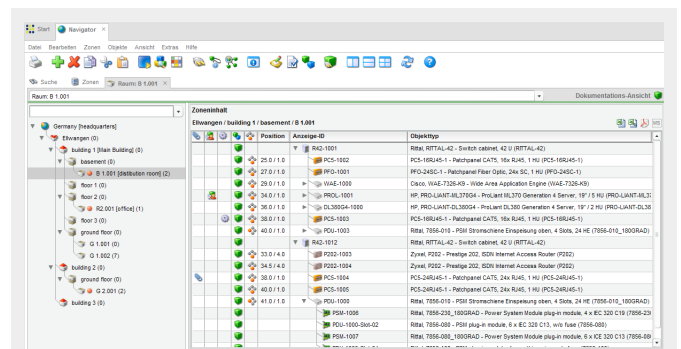 Start Navigator ×
Datei Bearbeiten Zonen Objekte Ansicht Extras Hilfe
Suche Zonen Raum: B 1.001 ×
Raum: B 1.001 Dokumentations-Ansicht
Germany [headquarters]
Ellwangen (0)
building 1 [Main Building] (0)
basement (0)
B 1.001 [distibution room] (2)
floor 1 (0)
floor 2 (0)
R2.001 [office] (1)
floor 3 (0)
ground floor (0)
G 1.001 (0)
G 1.002 (7)
building 2 (0)
ground floor (0)
G 2.001 (2)
building 3 (0)
Zoneninhalt
Ellwangen / building 1 / basement / B 1.001
Position Anzeige-ID Objekttyp
R42-1001 Rittal, RITTAL-42 - Switch cabinet, 42 U (RITTAL-42)
25.0 / 1.0 PC5-1002 PC5-16RJ45-1 - Patchpanel CAT5, 16x RJ45, 1 HU (PC5-16RJ45-1)
27.0 / 1.0 PFO-1001 PFO-24SC-1 - Patchpanel Fiber Optic, 24x SC, 1 HU (PFO-24SC-1)
29.0 / 1.0 WAE-1000 Cisco, WAE-7326-K9 - Wide Area Application Engine (WAE-7326-K9)
34.0 / 1.0 PROL-1001 HP, PRO-LIANT-ML370G4 - ProLiant ML370 Generation 4 Server, 19" / 5 HU (PRO-LIANT-ML37
36.0 / 1.0 DL380G4-1000 HP, PRO-LIANT-DL380G4 - ProLiant DL380 Generation 4 Server, 19" / 2 HU (PRO-LIANT-DL38
38.0 / 1.0 PC5-1003 PC5-16RJ45-1 - Patchpanel CAT5, 16x RJ45, 1 HU (PC5-16RJ45-1)
40.0 / 1.0 PDU-1003 Rittal, 7856-010 - PSM Stromschiene Einspeisung oben, 4 Slots, 24 HE (7856-010_180GRAD)
R42-1012 Rittal, RITTAL-42 - Switch cabinet, 42 U (RITTAL-42)
33.0 / 4.0 P202-1003 Zyxel, P202 - Prestige 202, ISDN Internet Access Router (P202)
34.5 / 4.0 P202-1004 Zyxel, P202 - Prestige 202, ISDN Internet Access Router (P202)
38.0 / 1.0 PC5-1004 PC5-24RJ45-1 - Patchpanel CAT5, 24x RJ45, 1 HU (PC5-24RJ45-1)
40.0 / 1.0 PC5-1005 PC5-24RJ45-1 - Patchpanel CAT5, 24x RJ45, 1 HU (PC5-24RJ45-1)
41.0 / 1.0 PDU-1000 Rittal, 7856-010 - PSM Stromschiene Einspeisung oben, 4 Slots, 24 HE (7856-010_180GRAD)
PSM-1006 Rittal, 7856-230_180GRAD - Power System Module plug-in module, 4 x IEC 320 C19 (7856-23
PDU-1000-Slot-02 Rittal, 7856-080 - PSM plug-in module, 6 x IEC 320 C13, w/o fuse (7856-080)
PSM-1007 Rittal, 7856-080_180GRAD - Power System Module plug-in module, 6 x ICE 320 C13 (7856-08